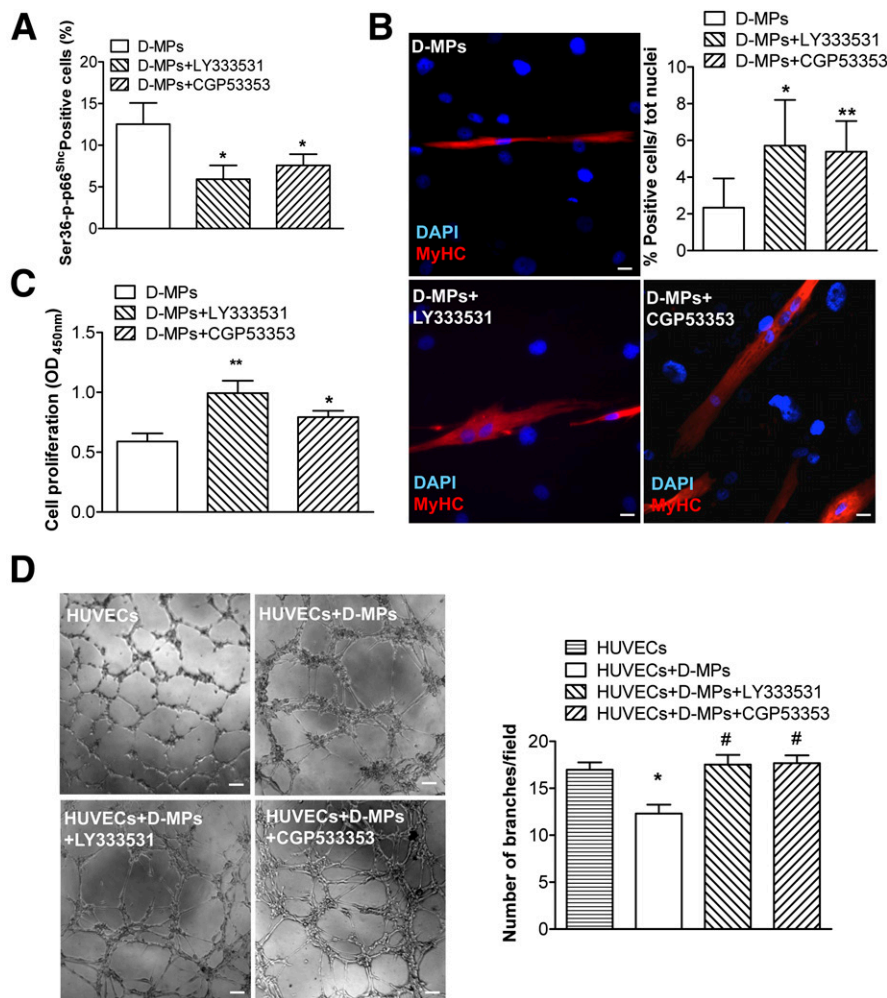 A
D-MPs
D-MPs+LY333531
D-MPs+CGP53353
Ser36-p-p66ShcPositive cells (%)
15
10
5
0
*
*
B
D-MPs
DAPI
MyHC
D-MPs
D-MPs+LY333531
D-MPs+CGP53353
% Positive cells/ tot nuclei
10
8
6
4
2
0
*
**
D-MPs+
LY333531
DAPI
MyHC
D-MPs+
CGP53353
DAPI
MyHC
C
D-MPs
D-MPs+LY333531
D-MPs+CGP53353
Cell proliferation (OD450nm)
1.5
1.0
0.5
0.0
**
*
D
HUVECs
HUVECs+D-MPs
HUVECs+D-MPs
+LY333531
HUVECs+D-MPs
+CGP533353
HUVECs
HUVECs+D-MPs
HUVECs+D-MPs+LY333531
HUVECs+D-MPs+CGP53353
Number of branches/field
20
15
10
5
0
*
#
#